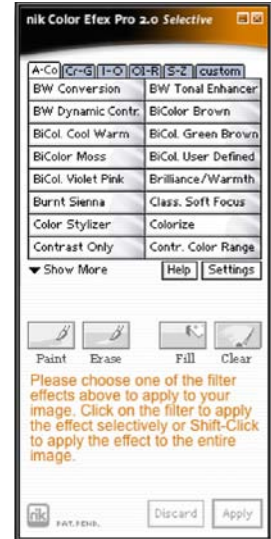 nik Color Efex Pro 2.0 Selective
A-Co Cr-G I-O OI-R S-Z custom
BW Conversion BW Tonal Enhancer
BW Dynamic Contr. BiColor Brown
BiCol. Cool Warm BiCol. Green Brown
BiColor Moss BiCol. User Defined
BiCol. Violet Pink Brilliance/Warmth
Burnt Sienna Class. Soft Focus
Color Stylizer Colorize
Contrast Only Contr. Color Range
▼ Show More Help Settings
Paint Erase Fill Clear
Please choose one of the filter
effects above to apply to your
image. Click on the filter to apply
the effect selectively or Shift-Click
to apply the effect to the entire
image.
nik PAT.PEND. Discard Apply